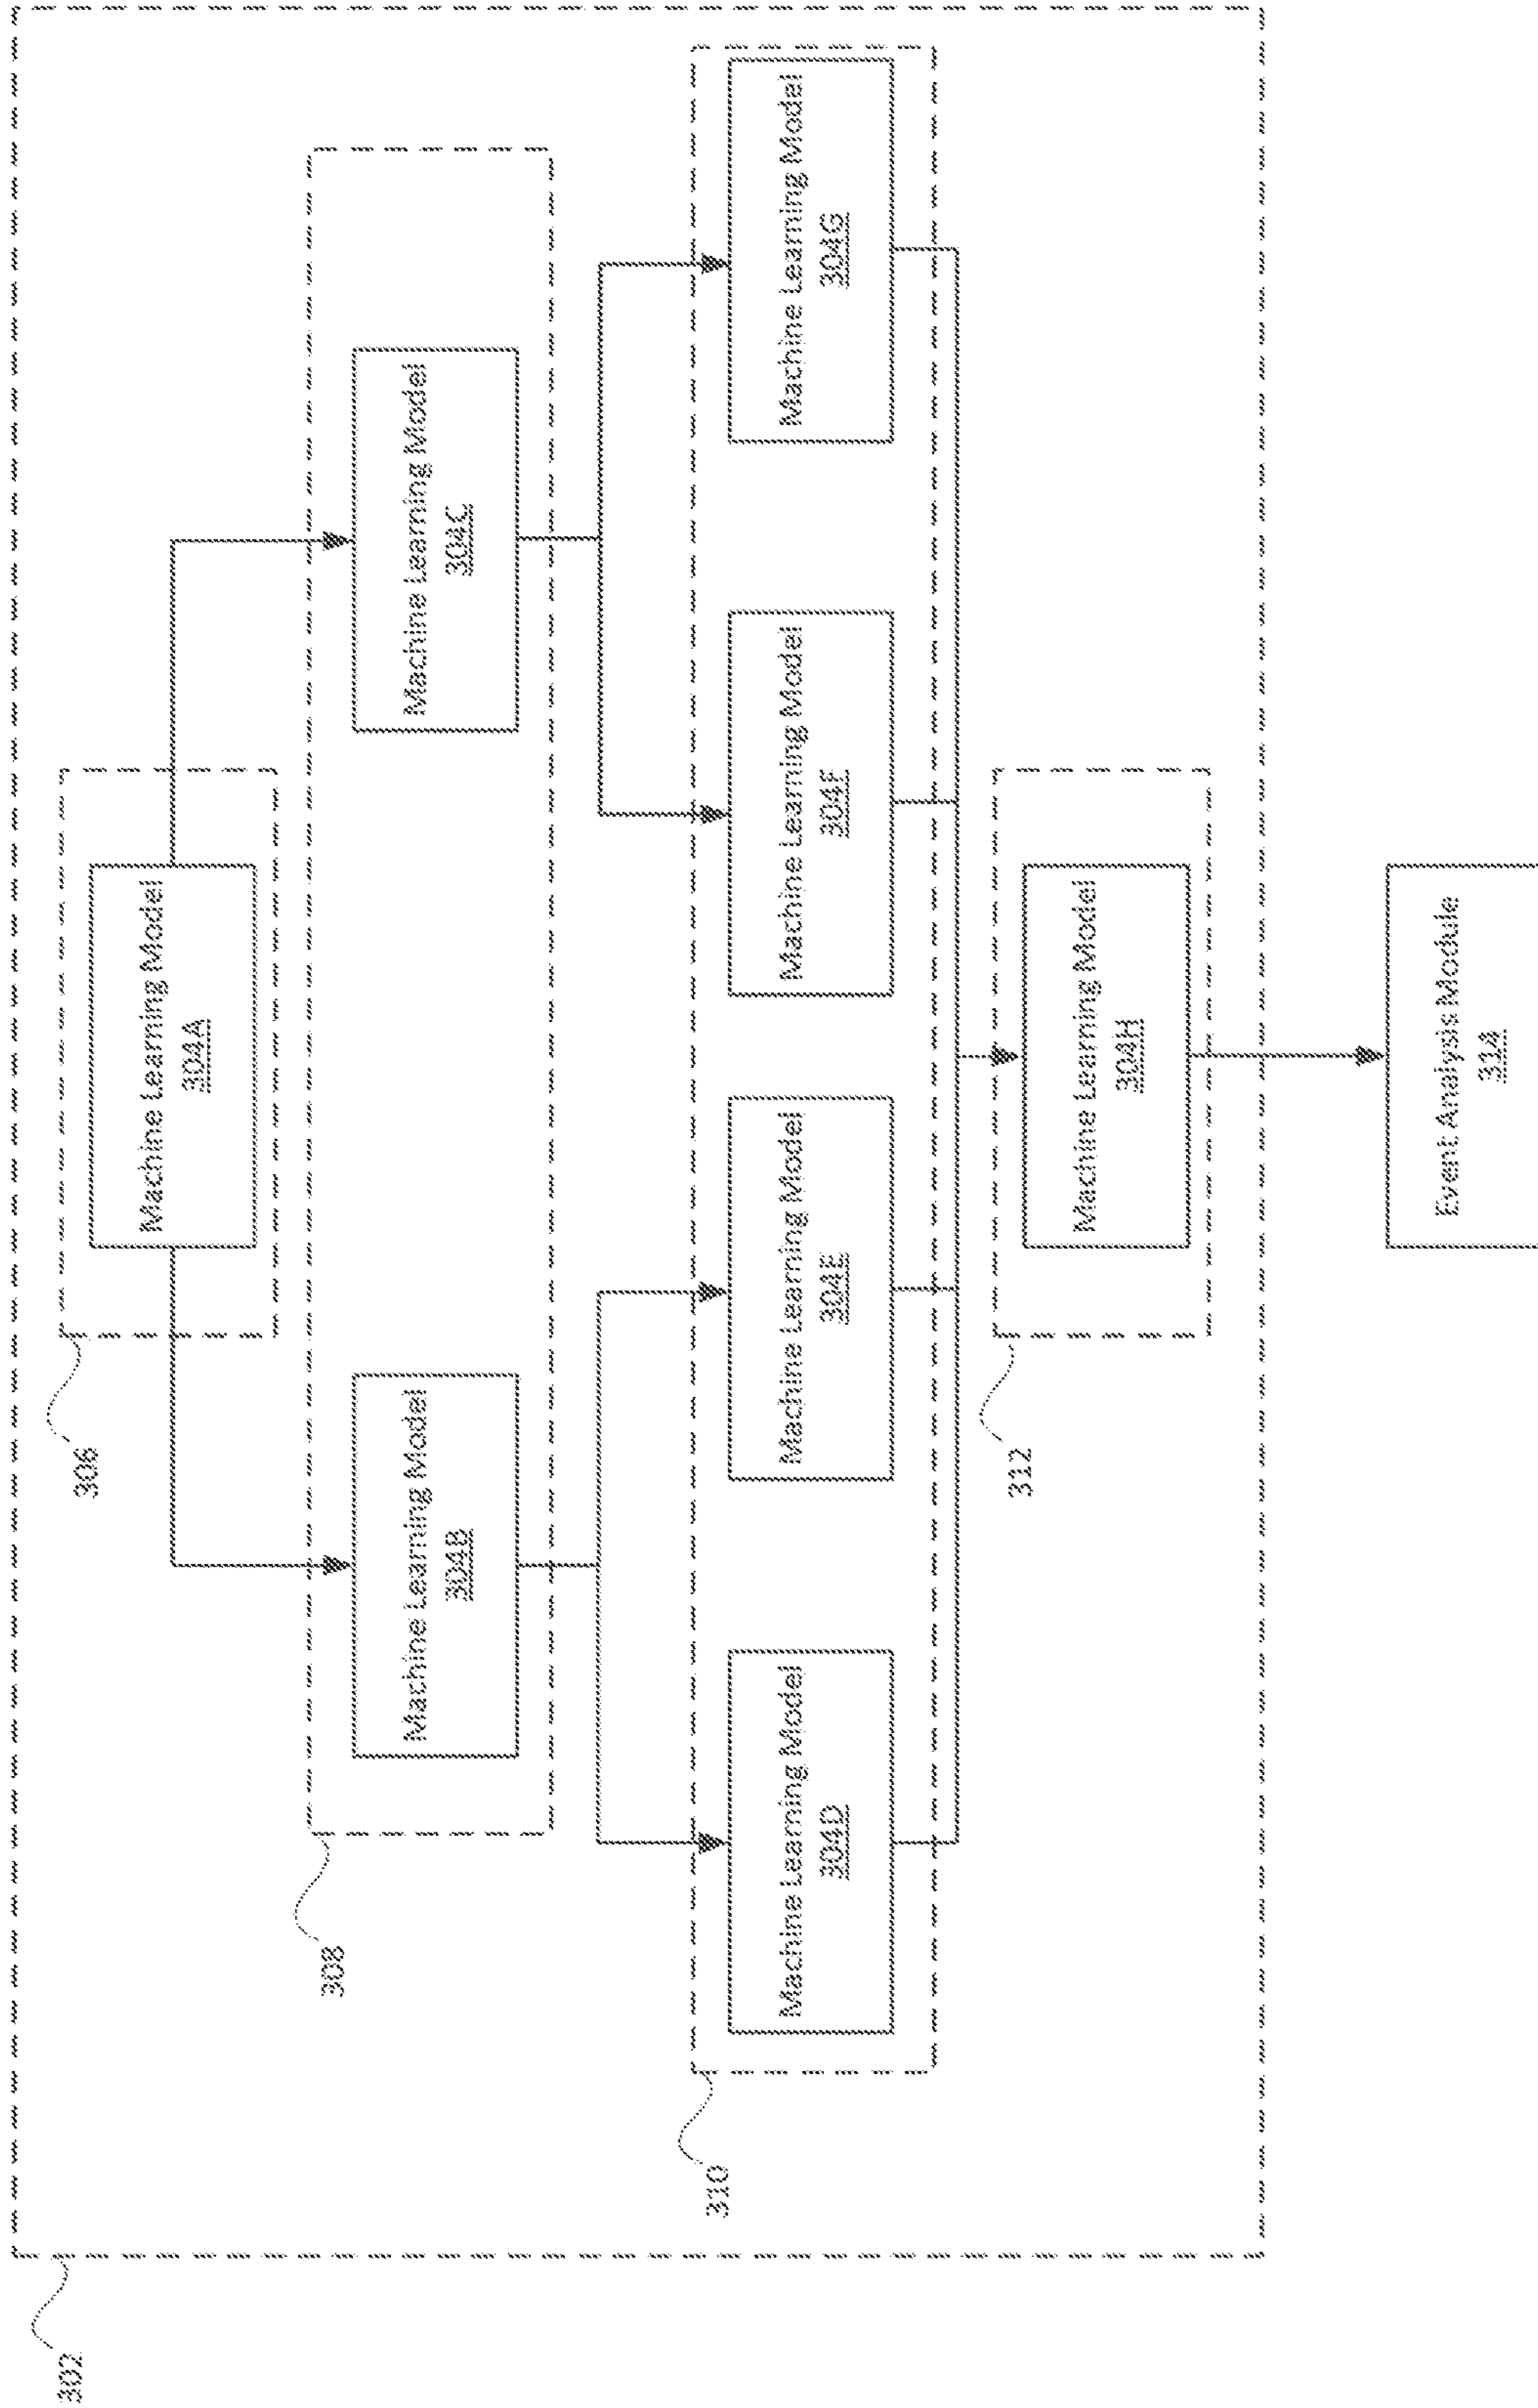 302
306
Machine Learning Model
304A
308
Machine Learning Model
304B
Machine Learning Model
304C
310
Machine Learning Model
304D
Machine Learning Model
304E
Machine Learning Model
304F
Machine Learning Model
304G
312
Machine Learning Model
304H
Event Analysis Module
314